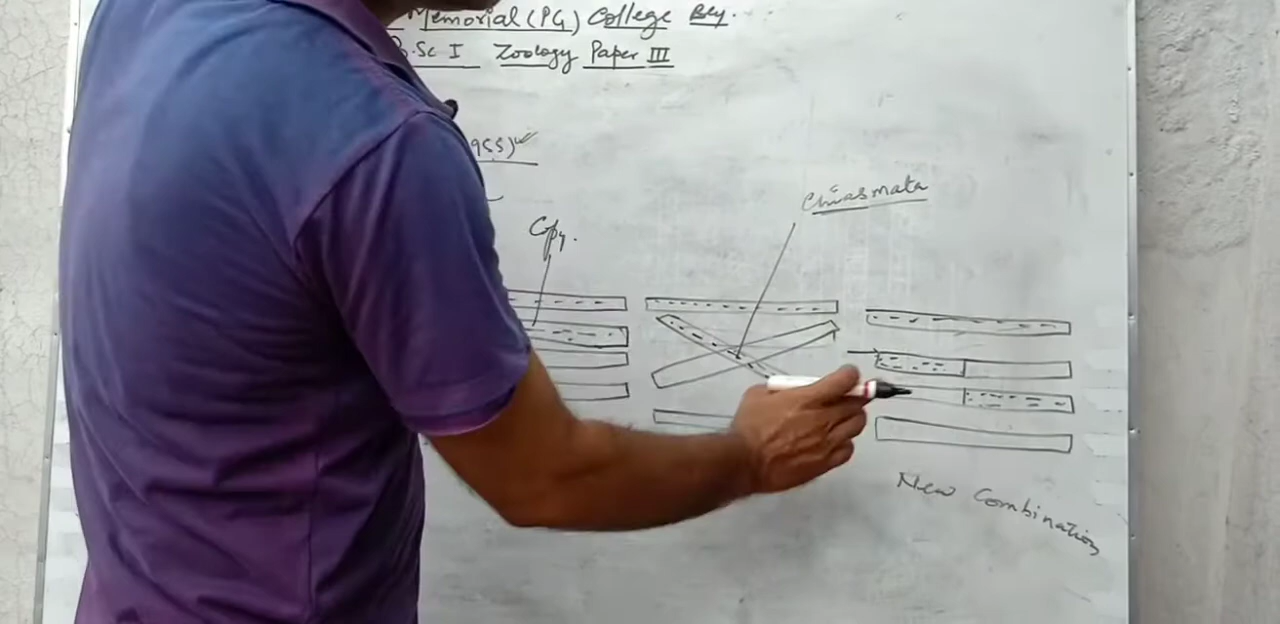 Memorial (PG) College Bly.
B.Sc I Zoology Paper III
Chiasmata
New Combination